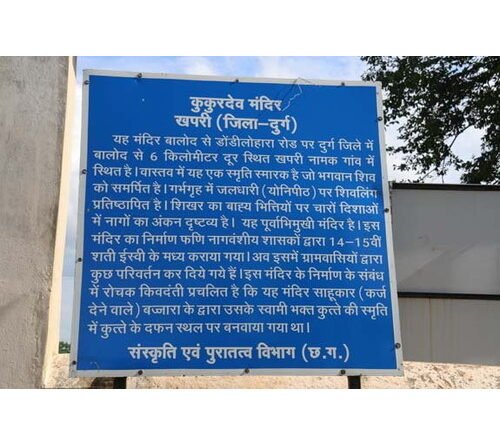 कुकुरदेव मंदिर
खपरी (जिला–दुर्ग)
यह मंदिर बालोद से डोंडीलोहारा रोड पर दुर्ग जिले में
बालोद से 6 किलोमीटर दूर स्थित खपरी नामक गांव में
स्थित है। वास्तव में यह एक स्मृति स्मारक है जो भगवान शिव
को समर्पित है। गर्भगृह में जलधारी (योनिपीठ) पर शिवलिंग
प्रतिष्ठापित है। शिखर का बाह्य भित्तियों पर चारों दिशाओं
में नागों का अंकन दृष्टव्य है। यह पूर्वाभिमुखी मंदिर है। इस
मंदिर का निर्माण फणि नागवंशीय शासकों द्वारा 14–15वीं
शती ईस्वी के मध्य कराया गया। अब इसमें ग्रामवासियों द्वारा
कुछ परिवर्तन कर दिये गये हैं। इस मंदिर के निर्माण के संबंध
में रोचक किवदंती प्रचलित है कि यह मंदिर साहूकार (कर्ज
देने वाले) बन्जारा के द्वारा उसके स्वामी भक्त कुत्ते की स्मृति
में कुत्ते के दफन स्थल पर बनवाया गया था।
संस्कृति एवं पुरातत्व विभाग (छ.ग.)